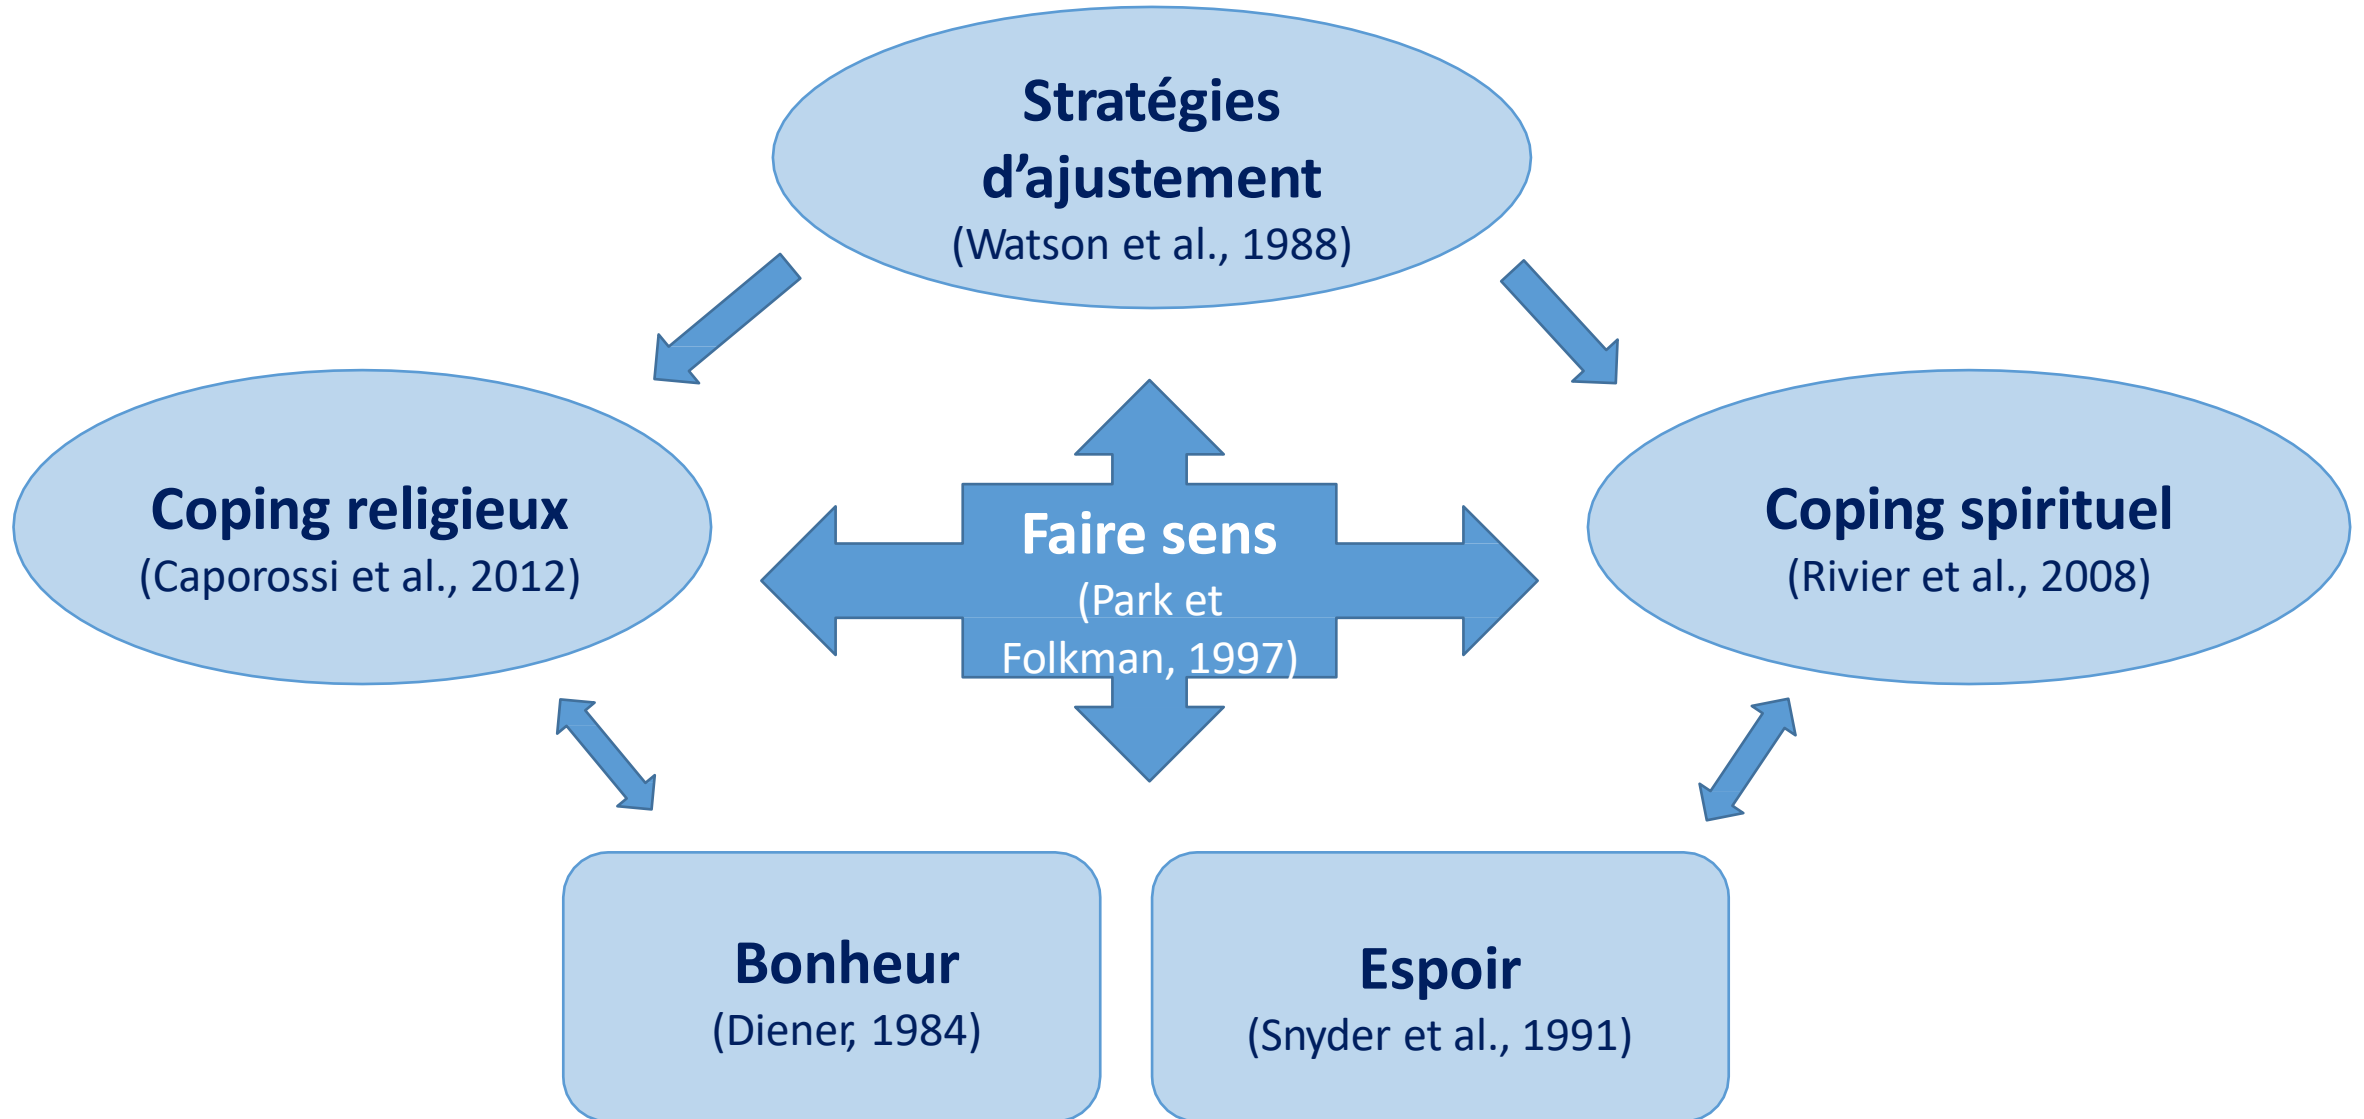 Stratégies
d’ajustement
(Watson et al., 1988)
Coping religieux
(Caporossi et al., 2012)
Faire sens
(Park et
Folkman, 1997)
Coping spirituel
(Rivier et al., 2008)
Bonheur
(Diener, 1984)
Espoir
(Snyder et al., 1991)